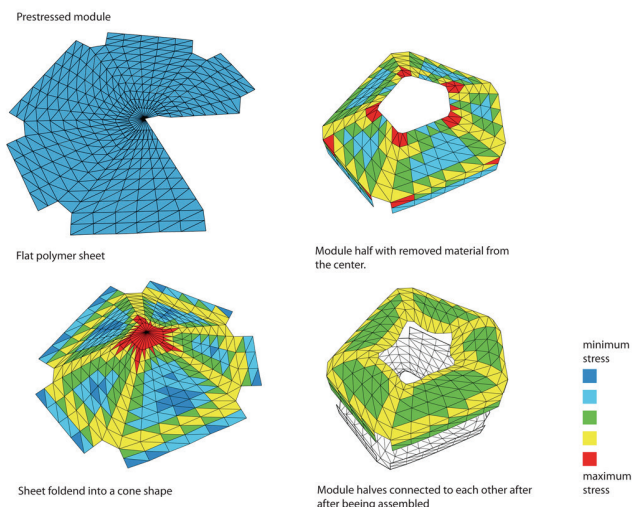 Prestressed module
Flat polymer sheet
Module half with removed material from
the center.
Sheet foldend into a cone shape
Module halves connected to each other after
after beeing assembled
minimum
stress
maximum
stress